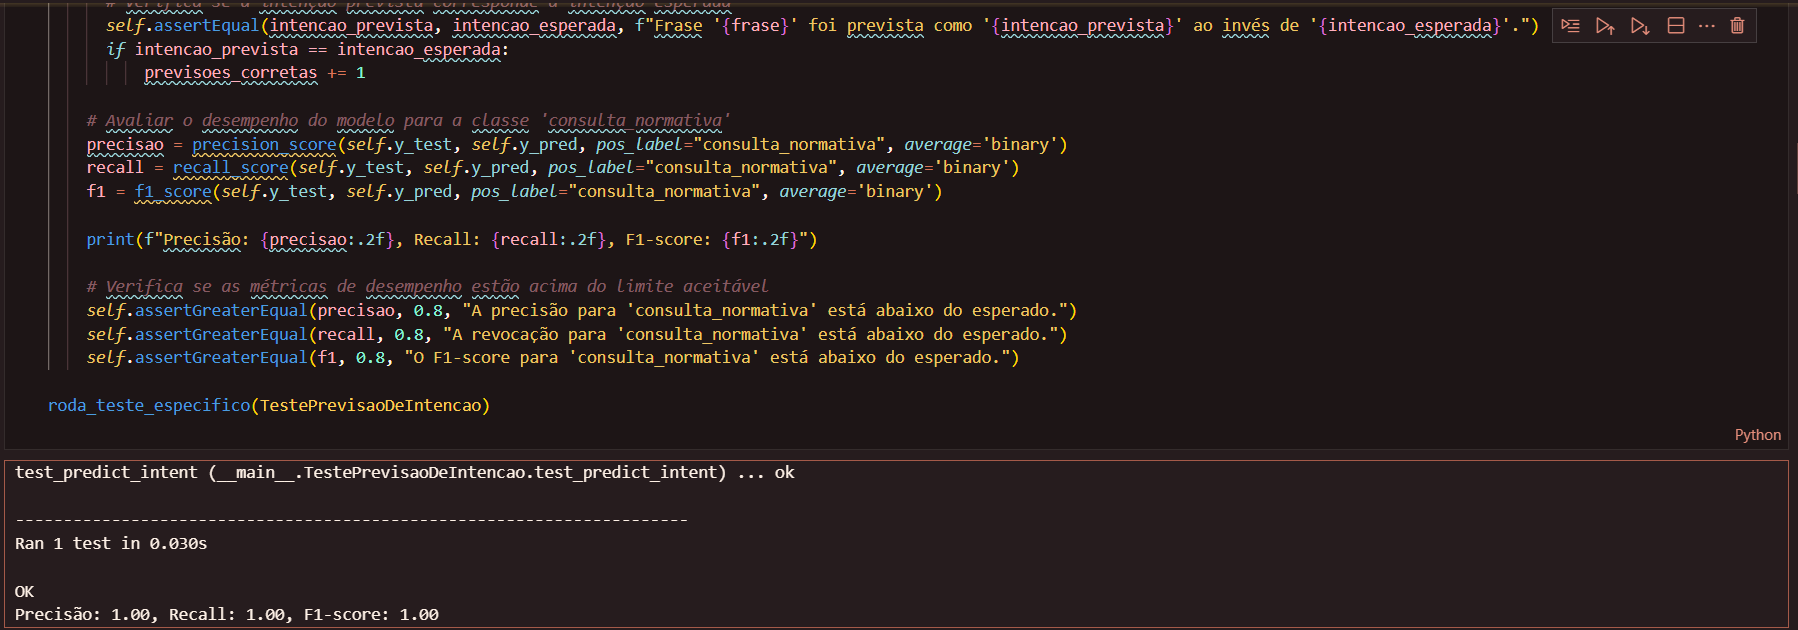 # Verifica se a intenção prevista corresponde à intenção esperada
self.assertEqual(intencao_prevista, intencao_esperada, f"Frase '{frase}' foi prevista como '{intencao_prevista}' ao invés de '{intencao_esperada}'.")
if intencao_prevista == intencao_esperada:
previsoes_corretas += 1
# Avaliar o desempenho do modelo para a classe 'consulta_normativa'
precisao = precision_score(self.y_test, self.y_pred, pos_label="consulta_normativa", average='binary')
recall = recall_score(self.y_test, self.y_pred, pos_label="consulta_normativa", average='binary')
f1 = f1_score(self.y_test, self.y_pred, pos_label="consulta_normativa", average='binary')
print(f"Precisão: {precisao:.2f}, Recall: {recall:.2f}, F1-score: {f1:.2f}")
# Verifica se as métricas de desempenho estão acima do limite aceitável
self.assertGreaterEqual(precisao, 0.8, "A precisão para 'consulta_normativa' está abaixo do esperado.")
self.assertGreaterEqual(recall, 0.8, "A revocação para 'consulta_normativa' está abaixo do esperado.")
self.assertGreaterEqual(f1, 0.8, "O F1-score para 'consulta_normativa' está abaixo do esperado.")
roda_teste_especifico(TestePrevisaoDeIntencao)
Python
test_predict_intent (__main__.TestePrevisaoDeIntencao.test_predict_intent) ... ok
----------------------------------------------------------------------
Ran 1 test in 0.030s
OK
Precisão: 1.00, Recall: 1.00, F1-score: 1.00